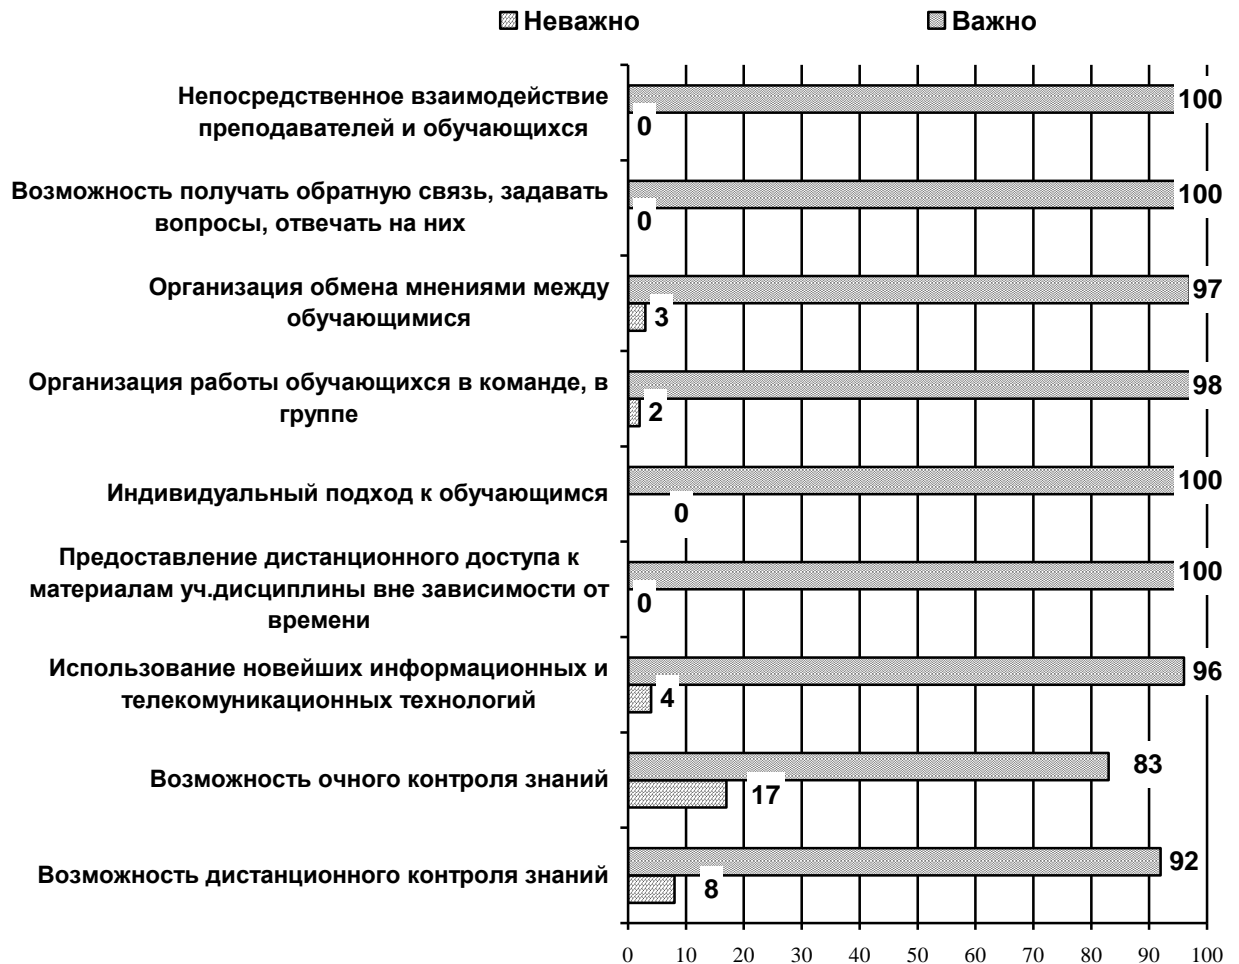 Неважно Важно
Непосредственное взаимодействие
преподавателей и обучающихся
100
0
Возможность получать обратную связь, задавать
вопросы, отвечать на них
100
0
Организация обмена мнениями между
обучающимися
97
3
Организация работы обучающихся в команде, в
группе
98
2
Индивидуальный подход к обучающимся
100
0
Предоставление дистанционного доступа к
материалам уч.дисциплины вне зависимости от
времени
100
0
Использование новейших информационных и
телекомуникационных технологий
96
4
Возможность очного контроля знаний
83
17
Возможность дистанционного контроля знаний
92
8
0 10 20 30 40 50 60 70 80 90 100